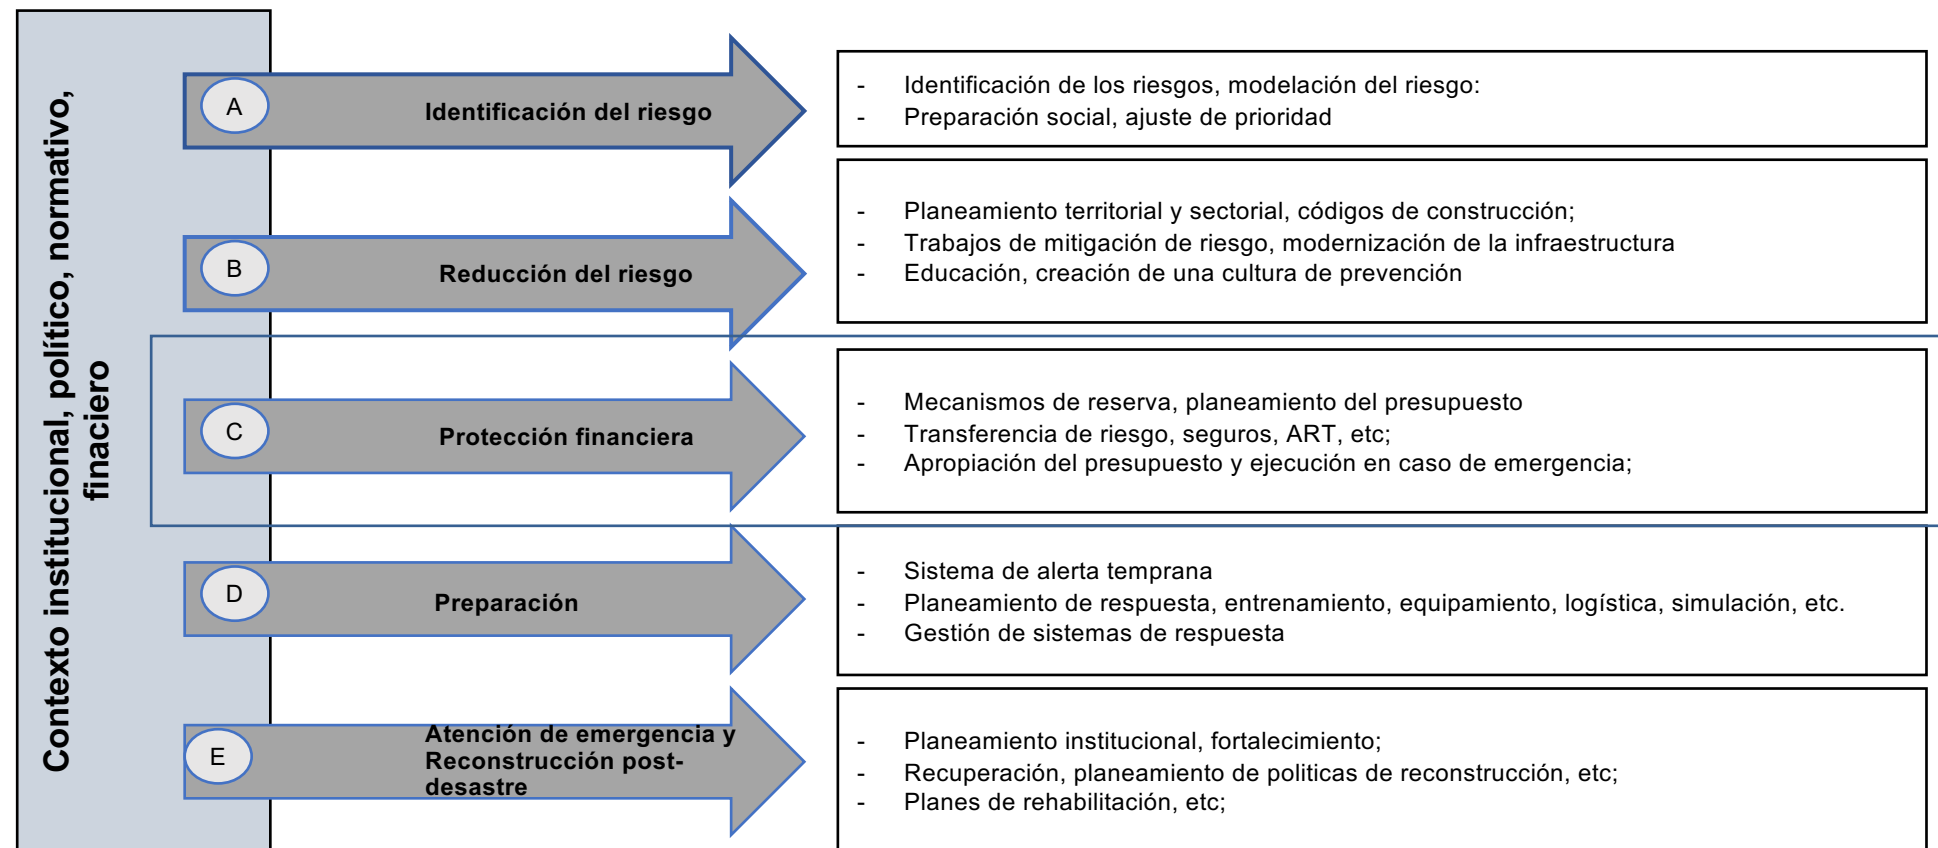 Contexto institucional, político, normativo,
finaciero
A
Identificación del riesgo
- Identificación de los riesgos, modelación del riesgo:
- Preparación social, ajuste de prioridad
B
Reducción del riesgo
- Planeamiento territorial y sectorial, códigos de construcción;
- Trabajos de mitigación de riesgo, modernización de la infraestructura
- Educación, creación de una cultura de prevención
C
Protección financiera
- Mecanismos de reserva, planeamiento del presupuesto
- Transferencia de riesgo, seguros, ART, etc;
- Apropiación del presupuesto y ejecución en caso de emergencia;
D
Preparación
- Sistema de alerta temprana
- Planeamiento de respuesta, entrenamiento, equipamiento, logística, simulación, etc.
- Gestión de sistemas de respuesta
E
Atención de emergencia y
Reconstrucción post-
desastre
- Planeamiento institucional, fortalecimiento;
- Recuperación, planeamiento de politicas de reconstrucción, etc;
- Planes de rehabilitación, etc;